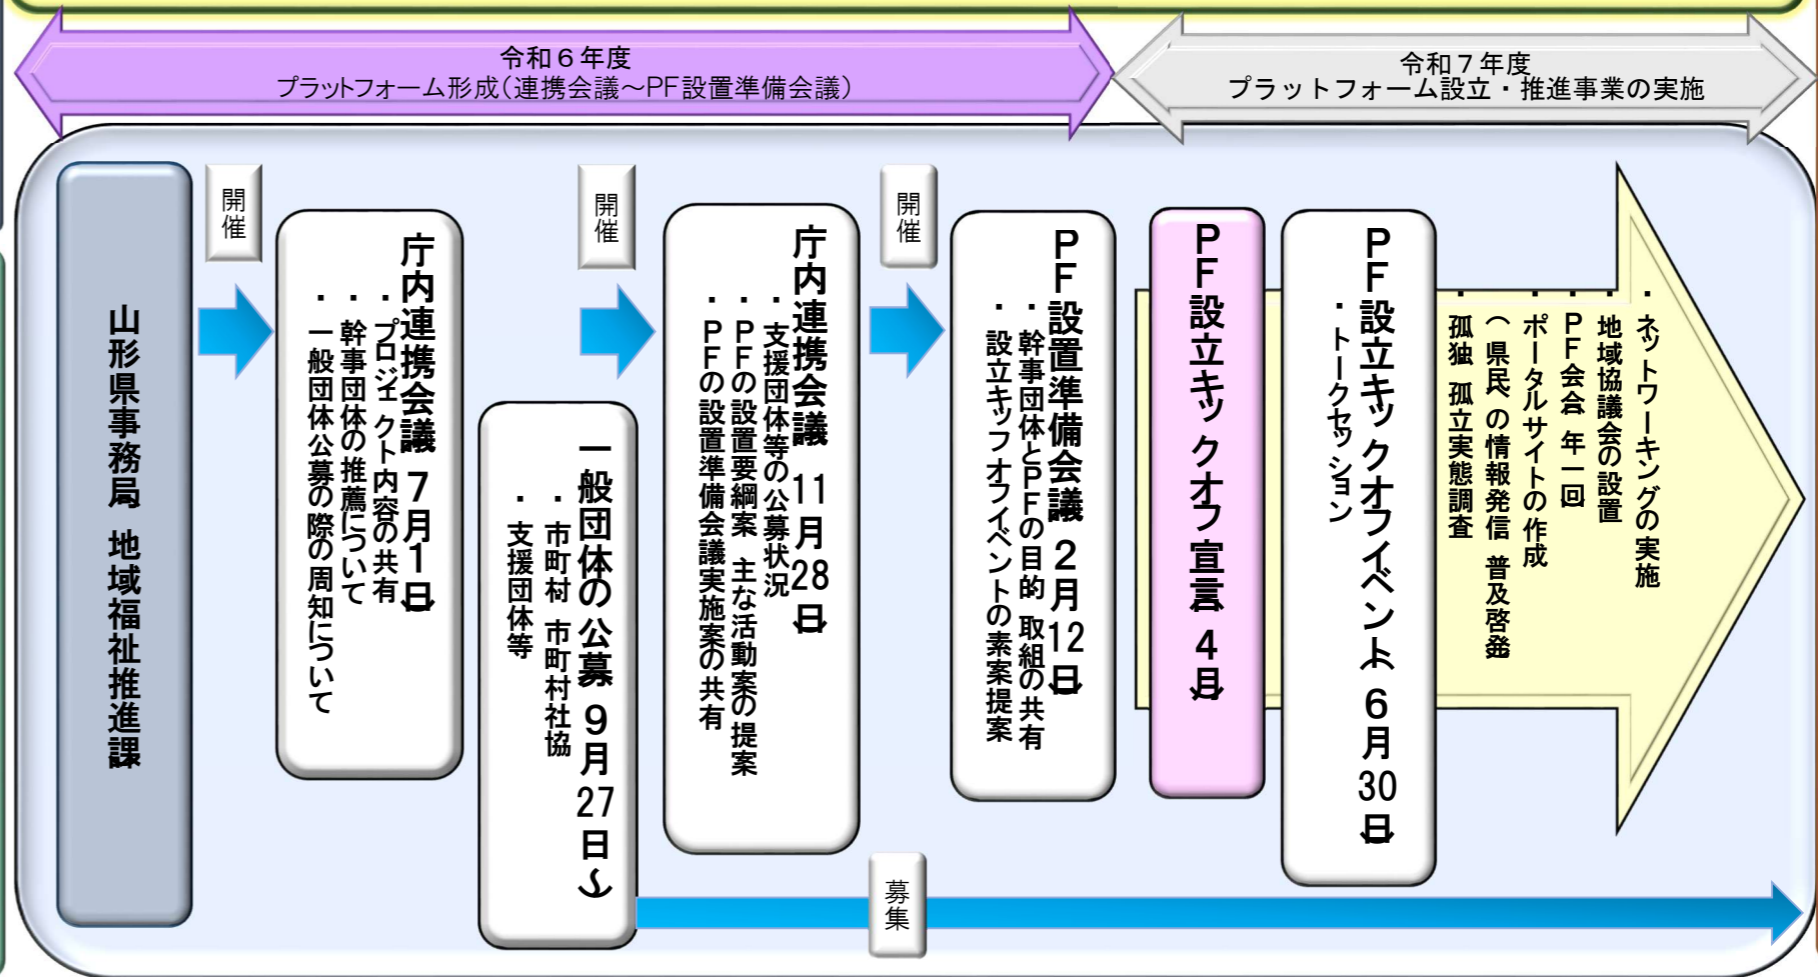 令和６年度
プラットフォーム形成(連携会議～PF設置準備会議)
令和７年度
プラットフォーム設立・推進事業の実施
山形県事務局 地域福祉推進課
開催
庁内連携会議 ７月１日)
・プロジェクト内容の共有
・幹事団体の推薦について
・一般団体公募の際の周知について
一般団体の公募 ９月27日～)
・市町村 市町村社協
・支援団体等
開催
庁内連携会議 11月28日)
・支援団体等の公募状況
・PFの設置要綱案 主な活動案の提案
・PFの設置準備会議実施案の共有
開催
PF設置準備会議 ２月12日)
・幹事団体とPFの目的 取組の共有
・設立キックオフイベントの素案提案
PF設立キックオフ宣言 ４月)
PF設立キックオフイベント ６月30日)
・トークセッション
・ネットワーキングの実施
・地域協議会の設置
・PF会合 年一回)
・ポータルサイトの作成
(県民への情報発信 普及啓発)
・孤独 孤立実態調査
募集